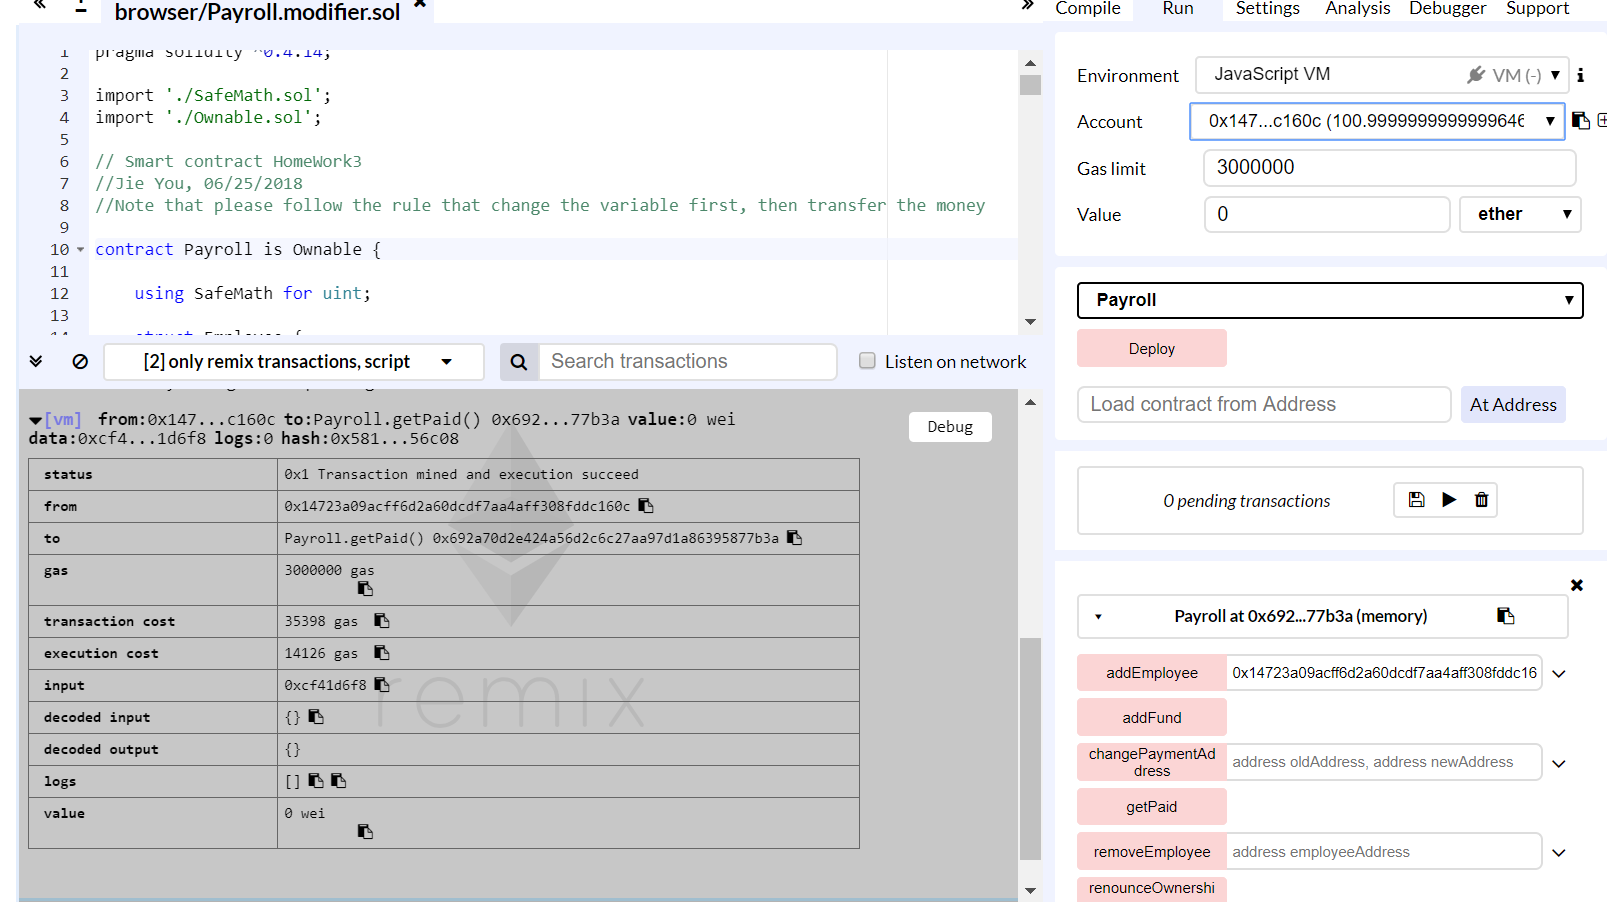 browser/Payroll.modifier.sol
1 pragma solidity ^0.4.14;
2
3 import './SafeMath.sol';
4 import './Ownable.sol';
5
6 // Smart contract HomeWork3
7 //Jie You, 06/25/2018
8 //Note that please follow the rule that change the variable first, then transfer the money
9
10 contract Payroll is Ownable {
11
12 using SafeMath for uint;
13
14 struct Employee {
[2] only remix transactions, script
Search transactions
Listen on network
[vm] from:0x147...c160c to:Payroll.getPaid() 0x692...77b3a value:0 wei
data:0xcf4...1d6f8 logs:0 hash:0x581...56c08
Debug
status 0x1 Transaction mined and execution succeed
from 0x14723a09acff6d2a60dcdf7aa4aff308fddc160c
to Payroll.getPaid() 0x692a70d2e424a56d2c6c27aa97d1a86395877b3a
gas 3000000 gas
transaction cost 35398 gas
execution cost 14126 gas
input 0xcf41d6f8
decoded input {}
decoded output {}
logs []
value 0 wei
remix
Compile Run Settings Analysis Debugger Support
Environment JavaScript VM VM (-)
Account 0x147...c160c (100.9999999999999646
Gas limit 3000000
Value 0 ether
Payroll
Deploy
Load contract from Address At Address
0 pending transactions
Payroll at 0x692...77b3a (memory)
addEmployee 0x14723a09acff6d2a60dcdf7aa4aff308fddc16
addFund
changePaymentAd
dress
address oldAddress, address newAddress
getPaid
removeEmployee address employeeAddress
renounceOwnershi